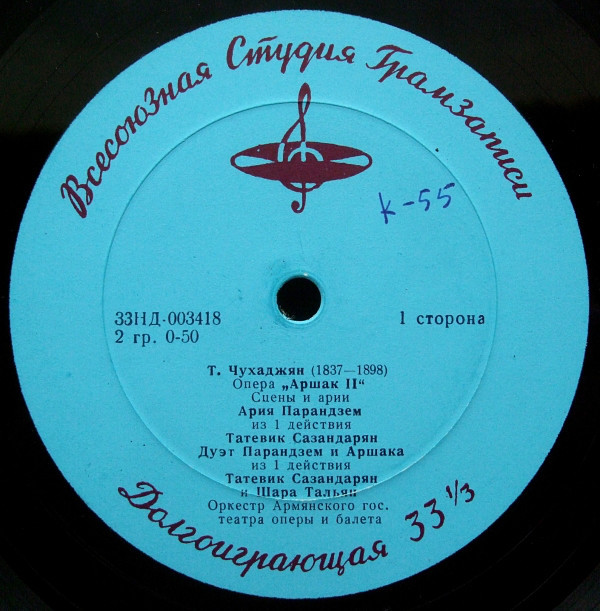 Всесоюзная Студия Грамзаписи
к-55
33НД-003418
2 гр. 0-50
1 сторона
Т. Чухаджян (1837—1898)
Опера „Аршак II“
Сцены и арии
Ария Парандзем
из 1 действия
Татевик Сазандарян
Дуэт Парандзем и Аршака
из 1 действия
Татевик Сазандарян
и Шара Тальян
Оркестр Армянского гос.
театра оперы и балета
Долгоиграющая 33 1/3